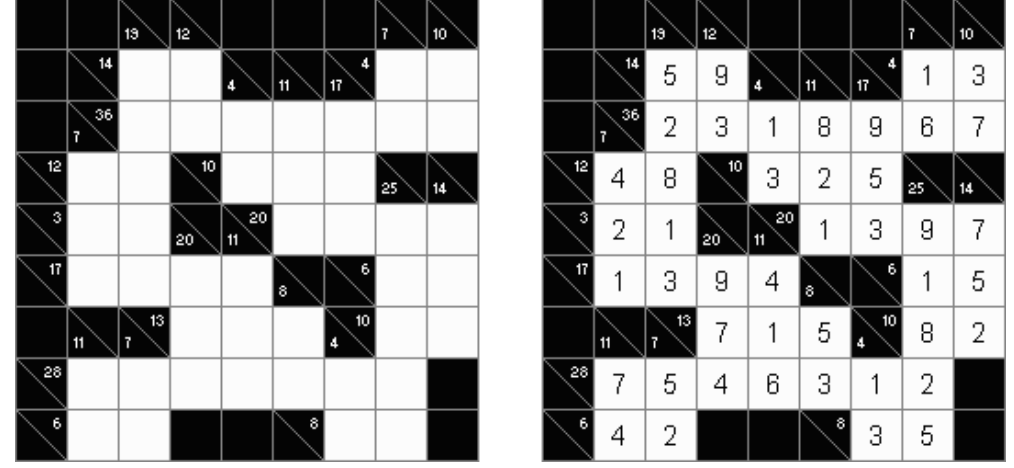 19 12 7 10
14 4 11 17 4
7 36
12 10 25 14
3 20 11 20
17 8 6
11 7 13 4 10
28
6 8
19 12 7 10
14 5 9 4 11 17 4 1 3
7 36 2 3 1 8 9 6 7
12 4 8 10 3 2 5 25 14
3 2 1 20 11 20 1 3 9 7
17 1 3 9 4 8 6 1 5
11 7 13 7 1 5 4 10 8 2
28 7 5 4 6 3 1 2
6 4 2 8 3 5